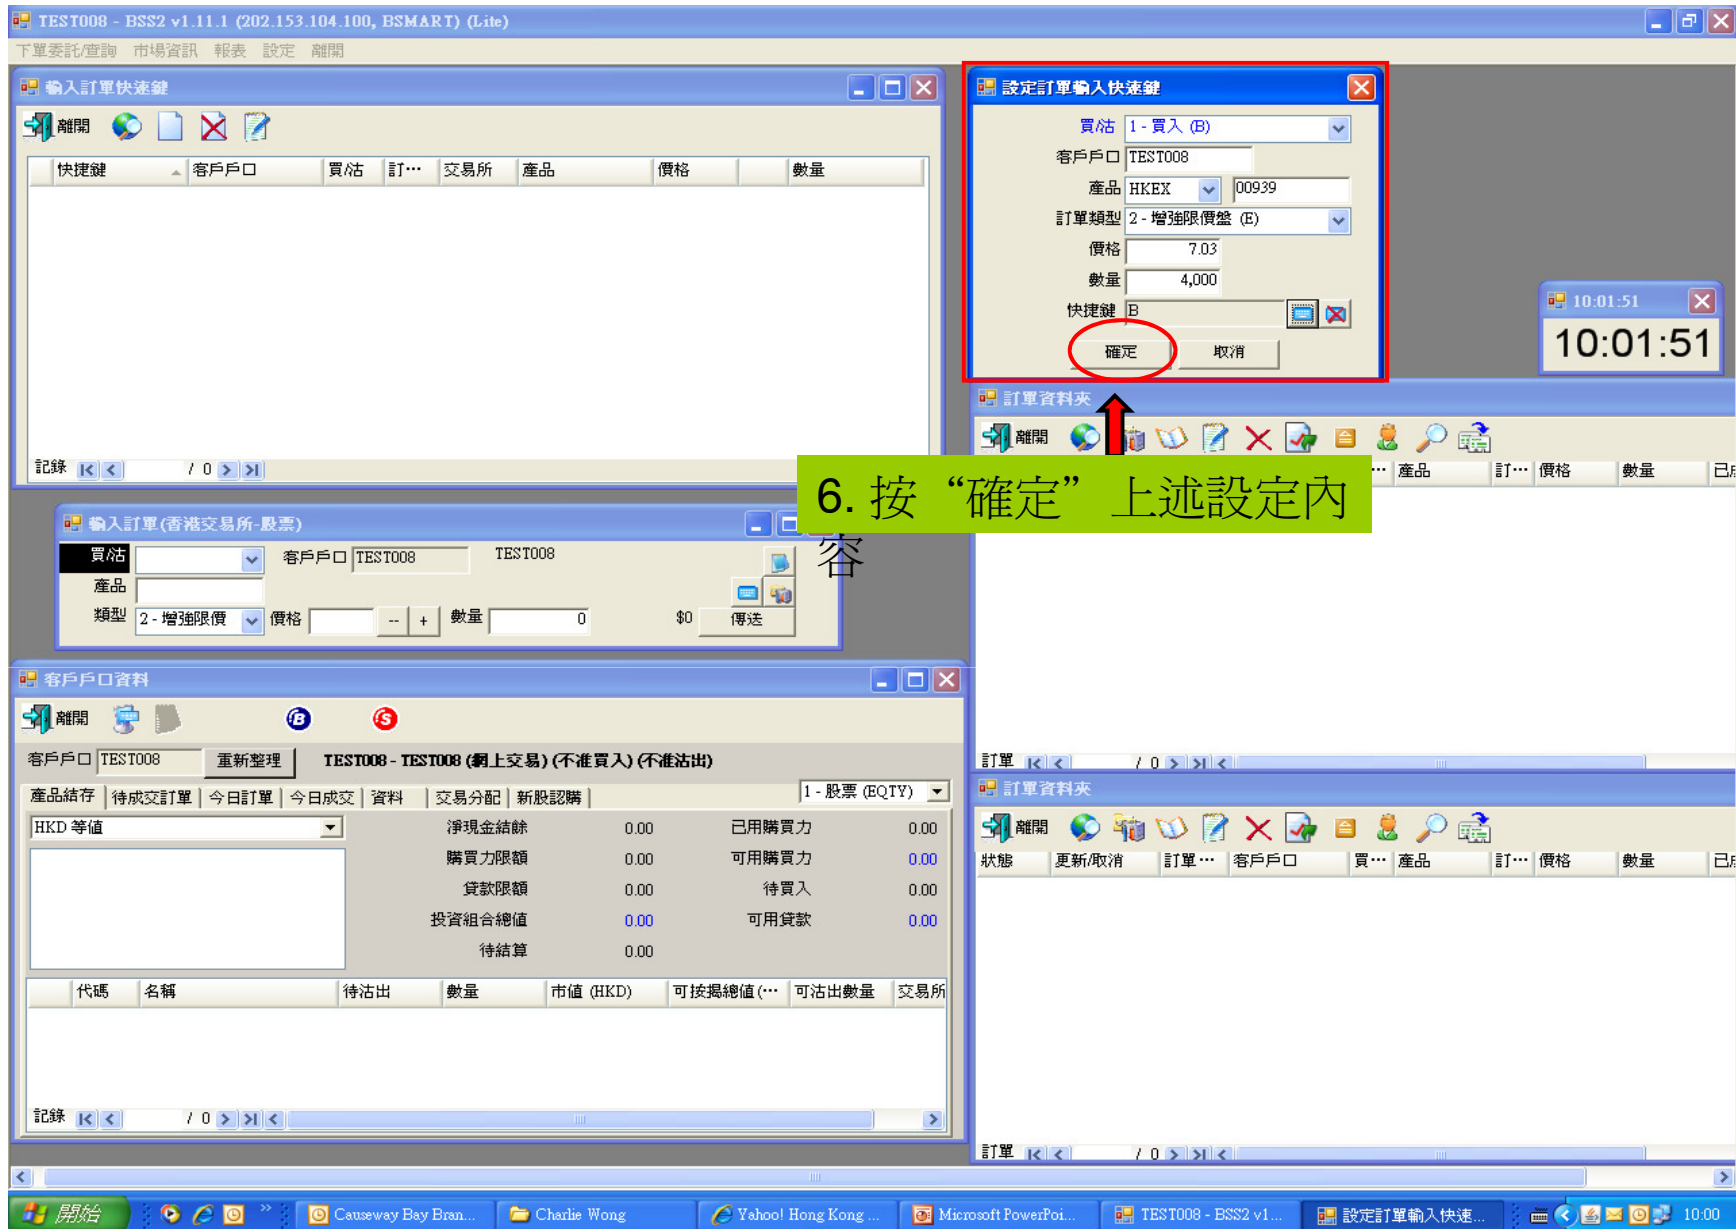 TEST008 - BSS2 v1.11.1 (202.153.104.100, BSMART) (Lite)
下單委託/查詢 市場資訊 報表 設定 離開
輸入訂單快速鍵
離開
快捷鍵 客戶戶口 買/沽 訂… 交易所 產品 價格 數量
記錄 / 0
設定訂單輸入快速鍵
買/沽 1 - 買入 (B)
客戶戶口 TEST008
產品 HKEX 00939
訂單類型 2 - 增強限價盤 (E)
價格 7.03
數量 4,000
快捷鍵 B
確定 取消
10:01:51
10:01:51
訂單資料夾
離開
… 產品 訂… 價格 數量
6. 按“確定”上述設定內
容
輸入訂單(香港交易所-股票)
買/沽 客戶戶口 TEST008 TEST008
產品
類型 2 - 增強限價 價格 -- + 數量 0 $0 傳送
訂單 / 0
客戶戶口資料
離開 B S
客戶戶口 TEST008 重新整理 TEST008 - TEST008 (網上交易) (不准買入) (不准沽出)
產品結存 待成交訂單 今日訂單 今日成交 資料 交易分配 新股認購 1 - 股票 (EQTY)
HKD 等值 淨現金結餘 0.00 已用購買力 0.00
購買力限額 0.00 可用購買力 0.00
貸款限額 0.00 待買入 0.00
投資組合總值 0.00 可用貸款 0.00
待結算 0.00
代碼 名稱 待沽出 數量 市值 (HKD) 可按揭總值(… 可沽出數量 交易所
記錄 / 0
訂單資料夾
離開
狀態 更新/取消 訂單… 客戶戶口 買… 產品 訂… 價格 數量
訂單 / 0
開始 Causeway Bay Bran... Charlie Wong Yahoo! Hong Kong ... Microsoft PowerPoi... TEST008 - BSS2 v1... 設定訂單輸入快速... 10:00